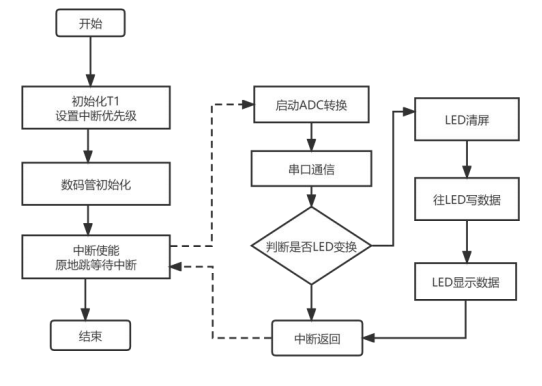 开始
初始化T1
设置中断优先级
数码管初始化
中断使能
原地跳等待中断
结束
启动ADC转换
串口通信
判断是否LED变换
中断返回
LED清屏
往LED写数据
LED显示数据